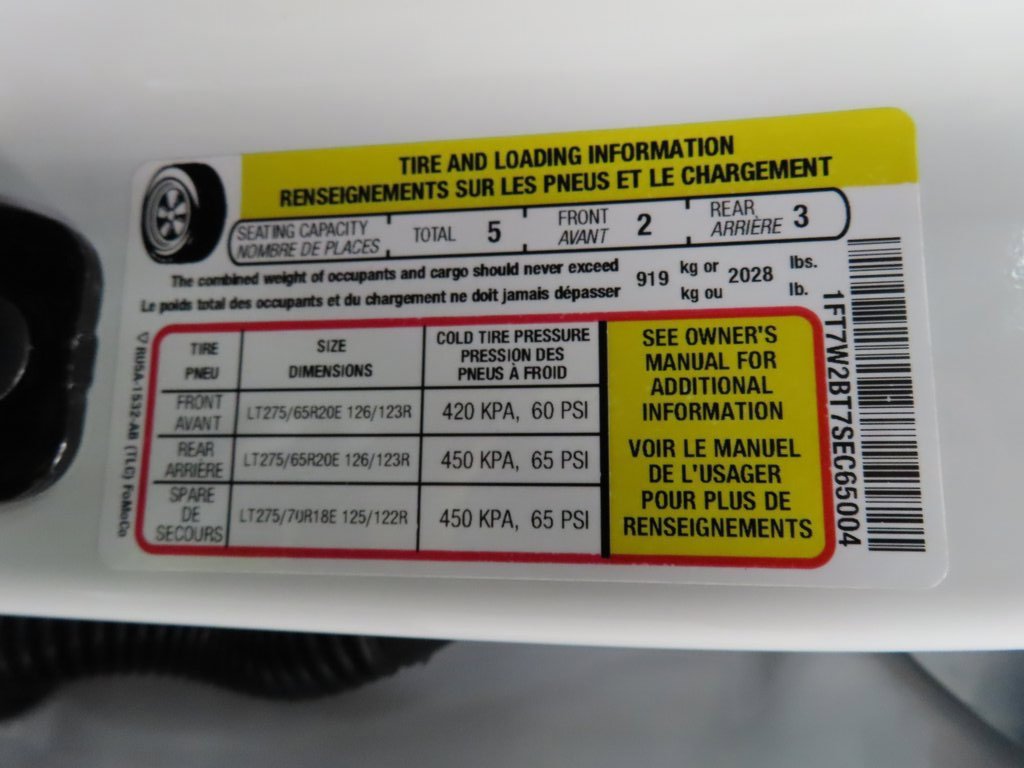 TIRE AND LOADING INFORMATION
RENSEIGNEMENTS SUR LES PNEUS ET LE CHARGEMENT
SEATING CAPACITY
NOMBRE DE PLACES
TOTAL 5
FRONT
AVANT
2
REAR
ARRIÈRE
3
The combined weight of occupants and cargo should never exceed
Le poids total des occupants et du chargement ne doit jamais dépasser
919 kg or 2028 lbs.
kg ou lb.
TIRE
PNEU
SIZE
DIMENSIONS
COLD TIRE PRESSURE
PRESSION DES
PNEUS À FROID
FRONT
AVANT
LT275/65R20E 126/123R
420 KPA, 60 PSI
REAR
ARRIÈRE
LT275/65R20E 126/123R
450 KPA, 65 PSI
SPARE
DE
SECOURS
LT275/70R18E 125/122R
450 KPA, 65 PSI
SEE OWNER'S
MANUAL FOR
ADDITIONAL
INFORMATION
VOIR LE MANUEL
DE L'USAGER
POUR PLUS DE
RENSEIGNEMENTS
1FT7W2BT7SEC65004
RUSA-1532-AB (TLC) FoMoCo